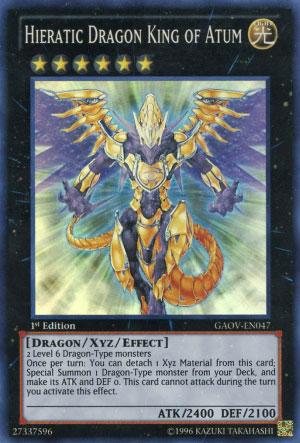 HIERATIC DRAGON KING OF ATUM
LIGHT
光
1st Edition
GAOV-EN047
[DRAGON/XYZ/EFFECT]
2 Level 6 Dragon-Type monsters
Once per turn: You can detach 1 Xyz Material from this card;
Special Summon 1 Dragon-Type monster from your Deck, and
make its ATK and DEF 0. This card cannot attack during the turn
you activate this effect.
ATK/2400 DEF/2100
27337596
©1996 KAZUKI TAKAHASHI